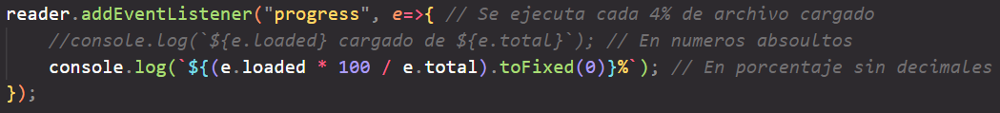 reader.addEventListener("progress", e=>{ // Se ejecuta cada 4% de archivo cargado
//console.log(`${e.loaded} cargado de ${e.total}`); // En numeros absoultos
console.log(`${(e.loaded * 100 / e.total).toFixed(0)}%`); // En porcentaje sin decimales
});